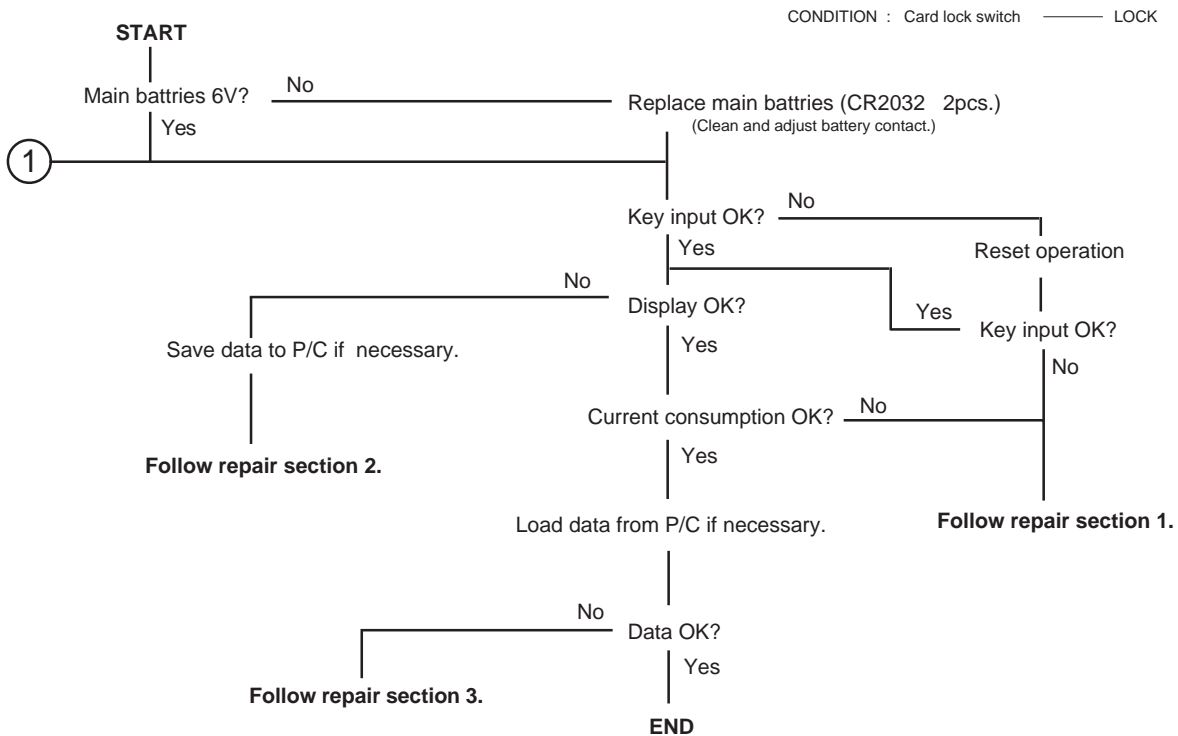 CONDITION : Card lock switch ——— LOCK
START
Main battries 6V?
No
Replace main battries (CR2032 2pcs.)
(Clean and adjust battery contact.)
Yes
1
Key input OK?
No
Yes
Reset operation
No
Display OK?
Yes
Key input OK?
Save data to P/C if necessary.
Yes
No
Current consumption OK?
No
Yes
Follow repair section 2.
Load data from P/C if necessary.
Follow repair section 1.
No
Data OK?
Yes
Follow repair section 3.
END